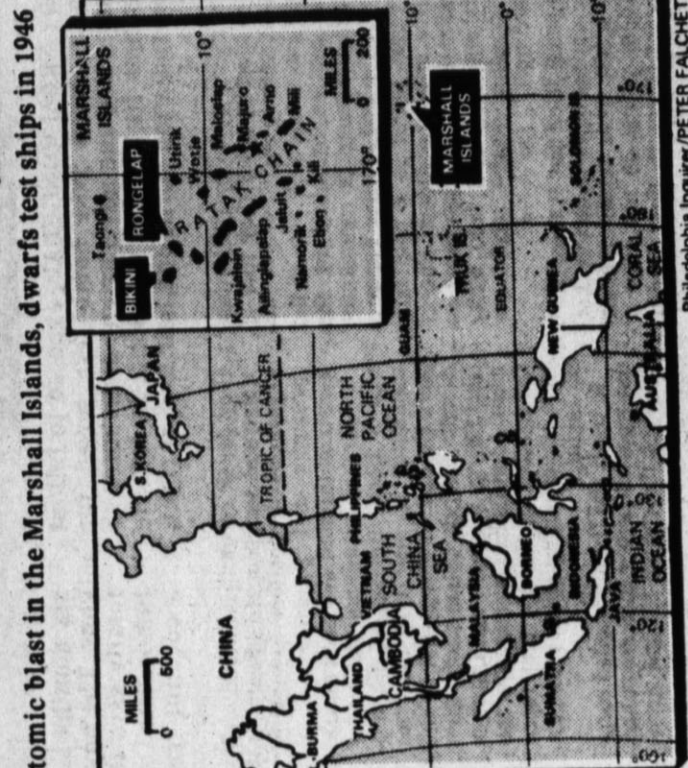 tomic blast in the Marshall Islands, dwarfs test ships in 1946
MARSHALL
ISLANDS
10°
Taongi
BIKINI
RONGELAP
Utirik
Wotje
Maloelap
Majuro
Arno
Mili
RATAK CHAIN
Kwajalein
Ailinglapalap
Jaluit
Namorik
Kili
Ebon
170°
MILES
0 200
MILES
0 500
CHINA
S. KOREA
JAPAN
TROPIC OF CANCER
NORTH
PACIFIC
OCEAN
BURMA
THAILAND
VIETNAM
CAMBODIA
PHILIPPINES
SOUTH
CHINA
SEA
GUAM
TRUK IS.
MARSHALL
ISLANDS
10°
0°
10°
EQUATOR
MALAYSIA
BORNEO
SUMATRA
INDONESIA
JAVA
NEW GUINEA
SOLOMON IS.
INDIAN
OCEAN
AUSTRALIA
CORAL
SEA
120°
170°
Philadelphia Inquirer / PETER FALCHET